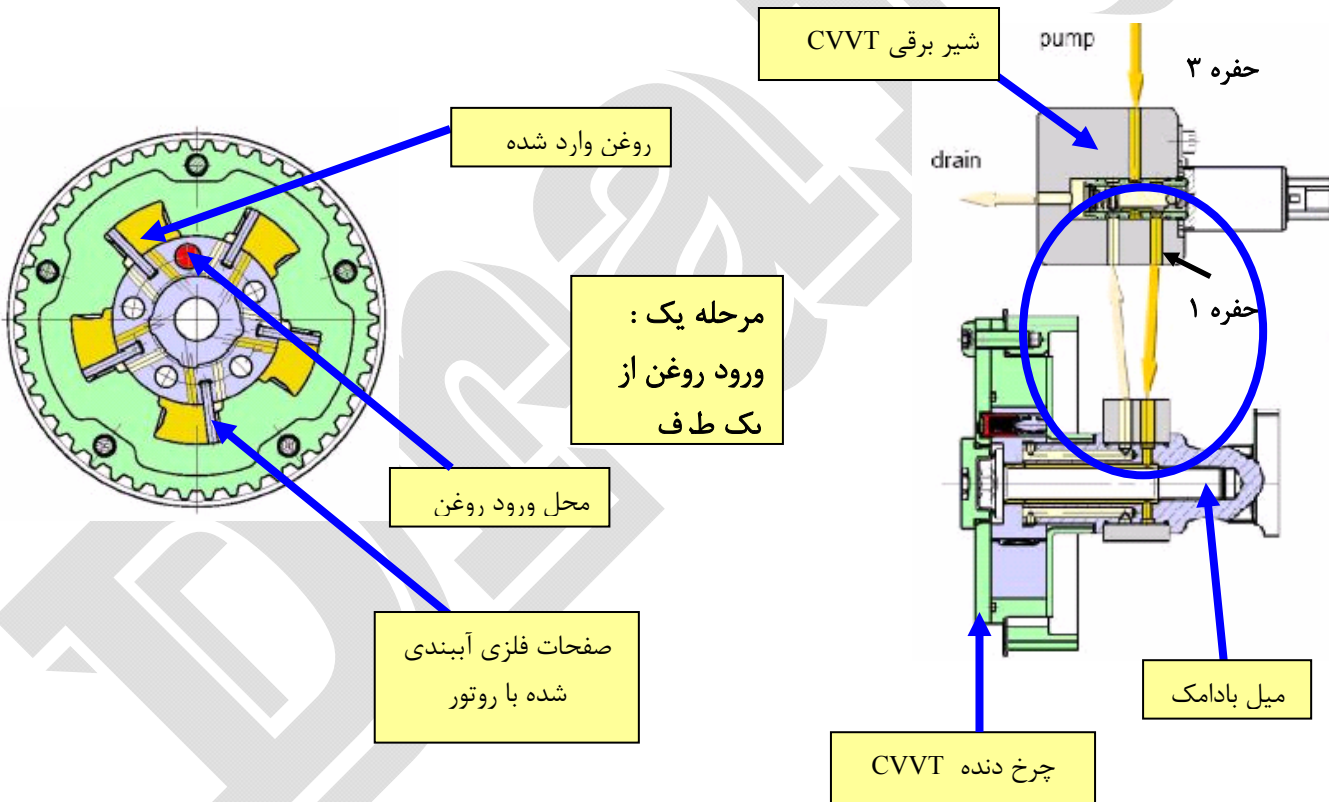 شیر برقی CVVT
pump
حفره ۳
روغن وارد شده
drain
مرحله یک :
ورود روغن از
یک طرف
حفره ۱
محل ورود روغن
صفحات فلزی آببندی
شده با روتور
میل بادامک
چرخ دنده CVVT